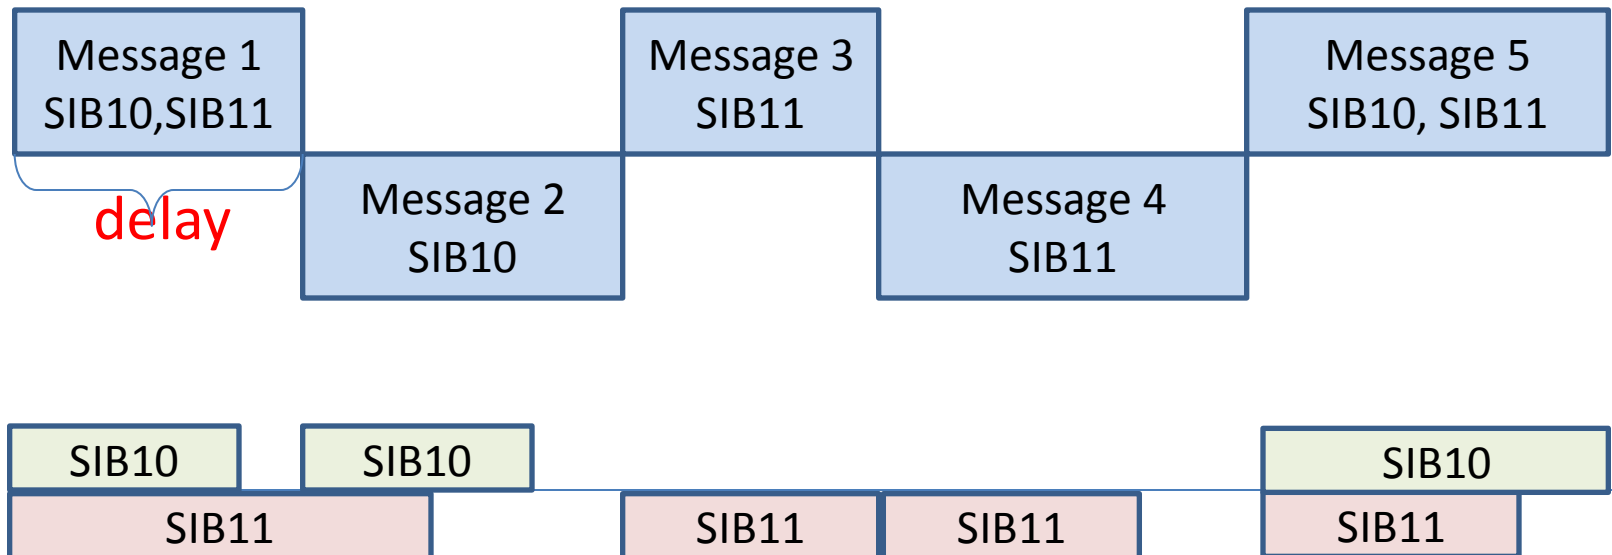 Message 1
SIB10,SIB11
Message 3
SIB11
Message 5
SIB10, SIB11
delay
Message 2
SIB10
Message 4
SIB11
SIB10
SIB10
SIB10
SIB11
SIB11
SIB11
SIB11